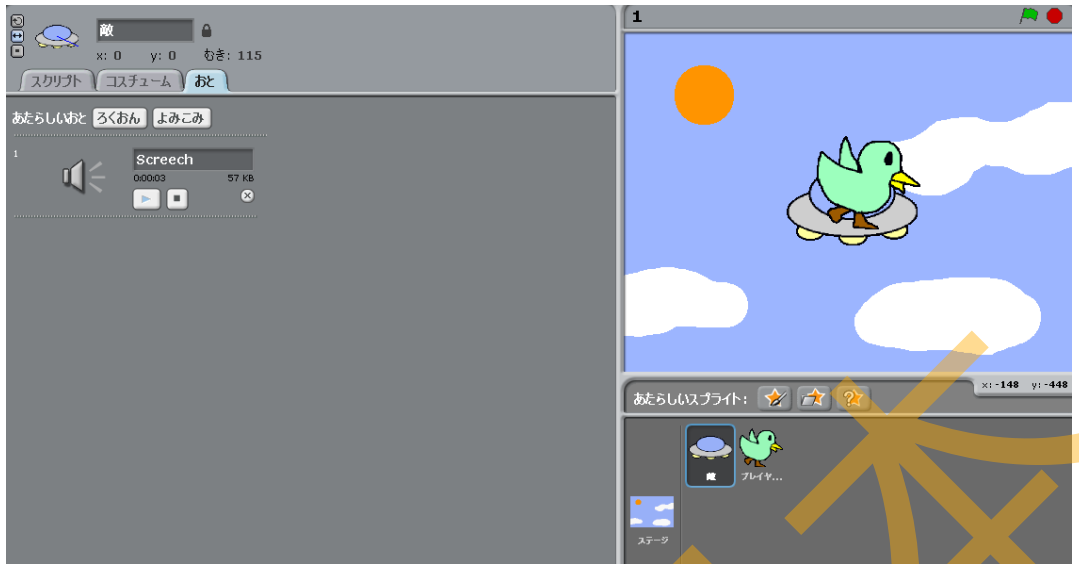 敵
x: 0 y: 0 むき: 115
スクリプト コスチューム おと
あたらしいおと ろくおん よみこみ
1
Screech
0:00:03 57 KB
1
x: -148 y: -448
あたらしいスプライト:
敵 プレイヤ...
ステージ